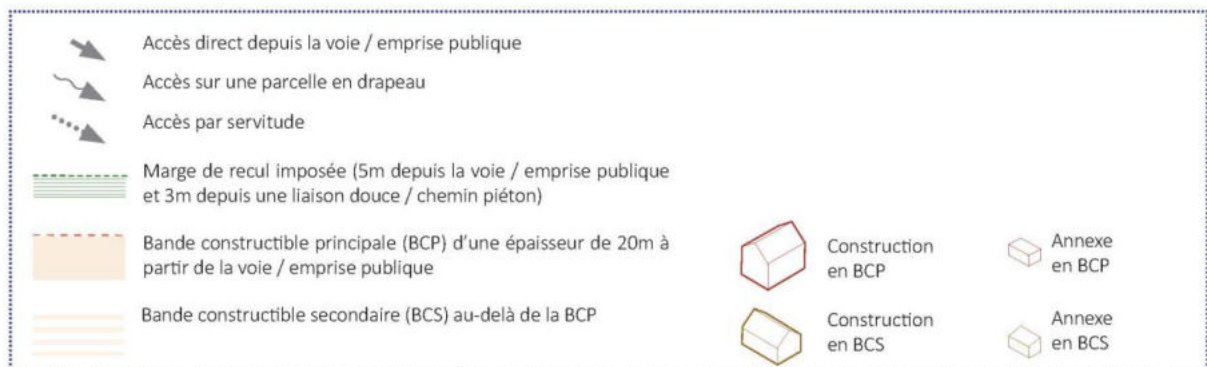 Accès direct depuis la voie / emprise publique
Accès sur une parcelle en drapeau
Accès par servitude
Marge de recul imposée (5m depuis la voie / emprise publique
et 3m depuis une liaison douce / chemin piéton)
Bande constructible principale (BCP) d'une épaisseur de 20m à
partir de la voie / emprise publique
Bande constructible secondaire (BCS) au-delà de la BCP
Construction
en BCP
Annexe
en BCP
Construction
en BCS
Annexe
en BCS